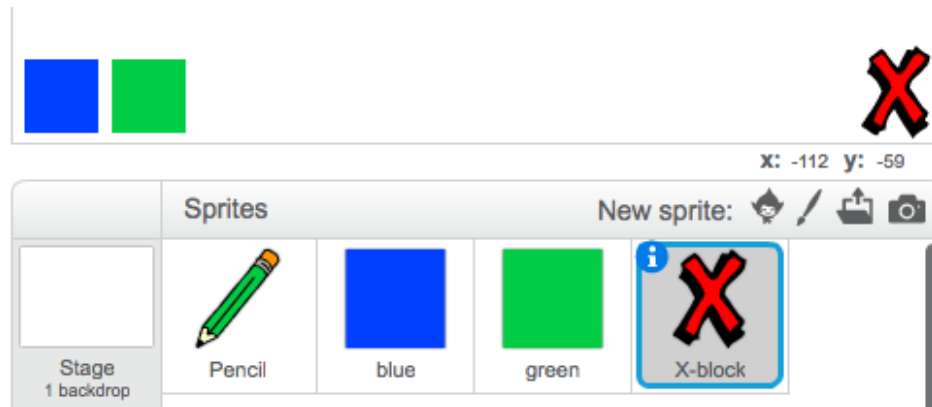 x: -112 y: -59
Sprites New sprite:
Pencil blue green X-block
Stage
1 backdrop